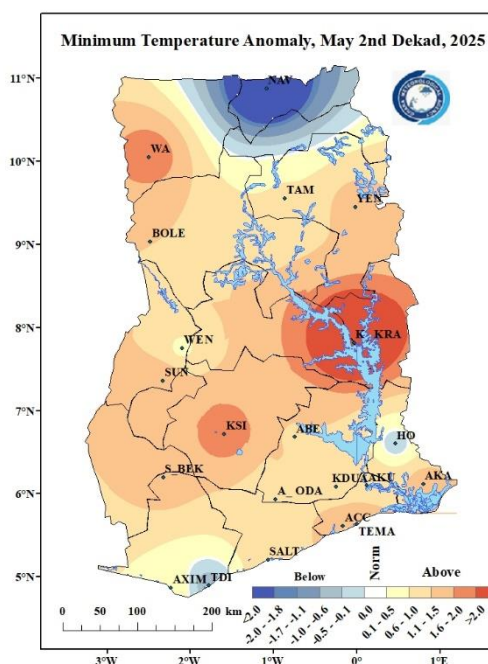 Minimum Temperature Anomaly, May 2nd Dekad, 2025
11°N
NAV
10°N
WA
TAM
YEN
BOLE
9°N
8°N
WEN
K_KRA
SUN
7°N
KSI
ABE
HO
S_BEK
6°N
A_ODA
KDUA
AKU
AKA
ACC
TEMA
SALT
5°N
AXIM
TDI
Below
Norm
Above
0 100 200 km
<-2.0
-2.0 - -1.8
-1.7 - -1.1
-1.0 - -0.6
-0.5 - -0.1
0.0
0.1 - 0.5
0.6 - 1.0
1.1 - 1.5
1.6 - 2.0
>2.0
3°W 2°W 1°W 0° 1°E